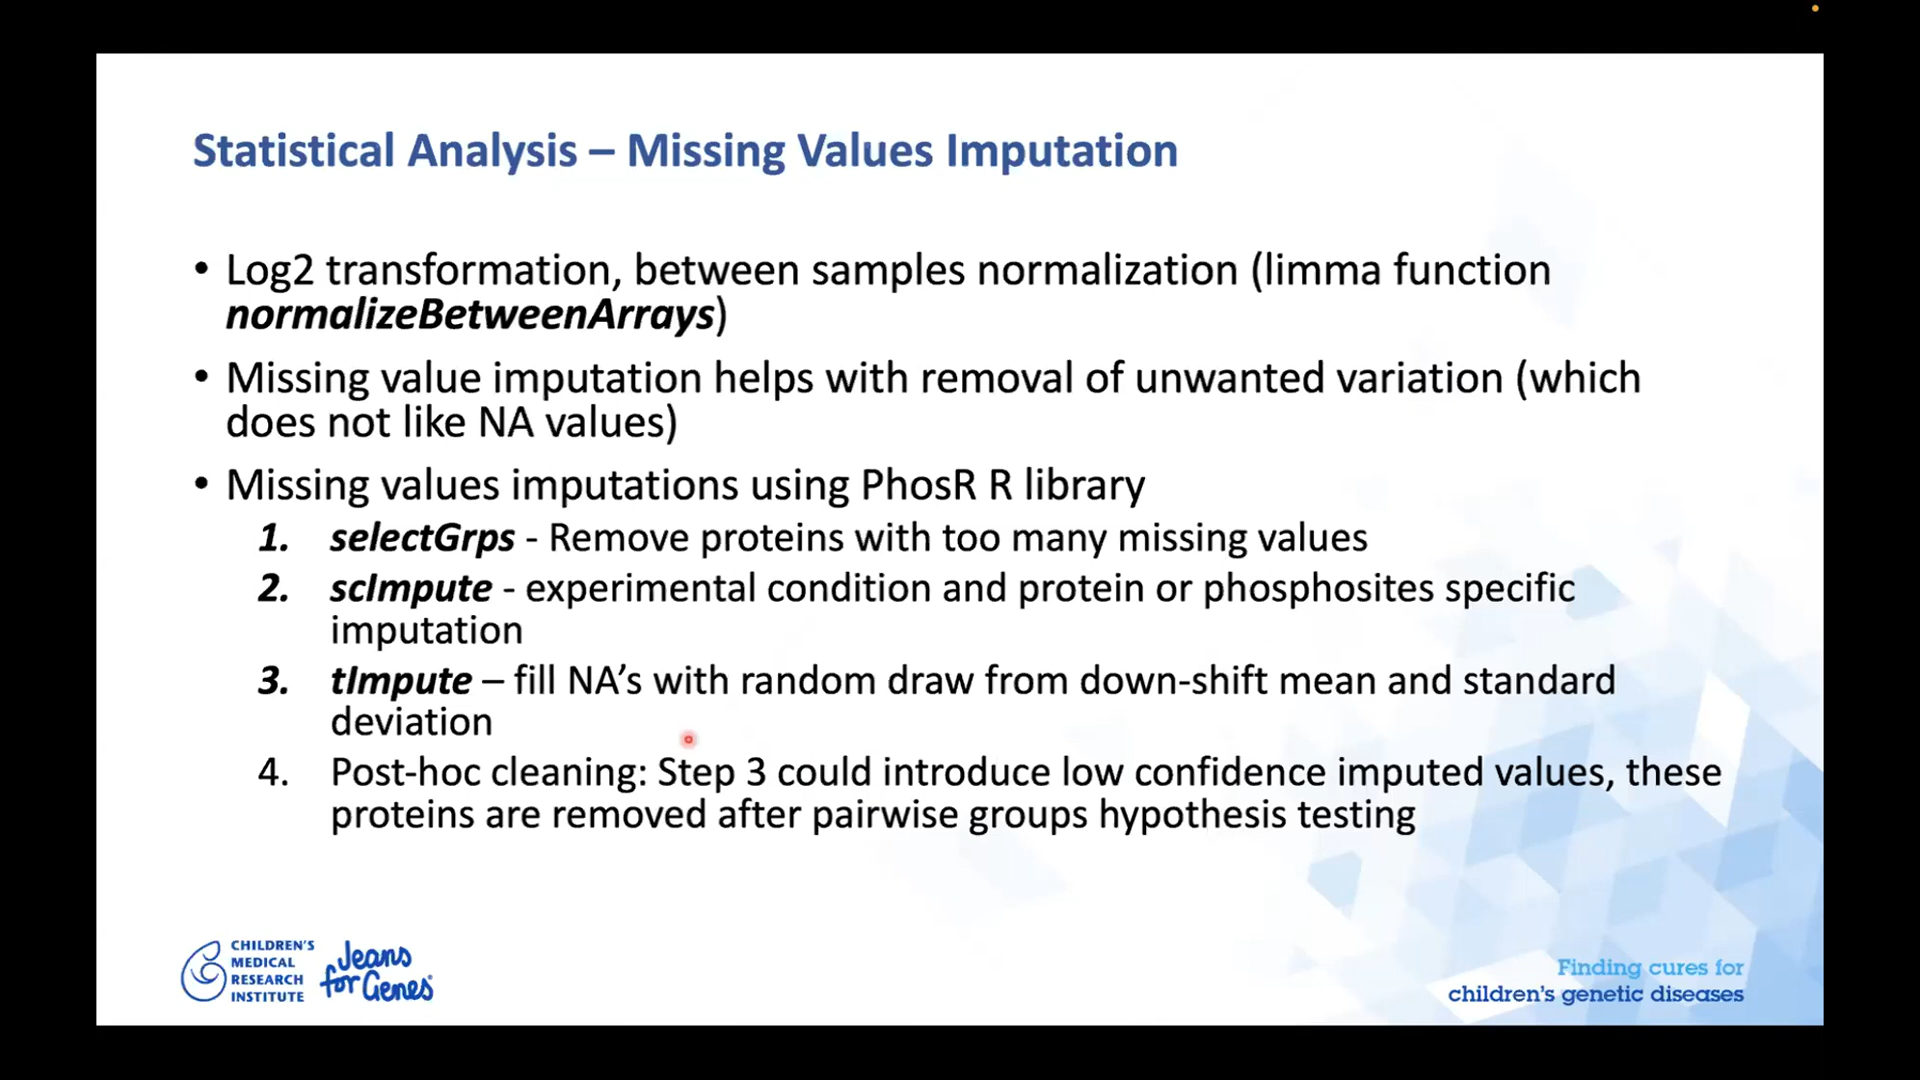 Statistical Analysis – Missing Values Imputation
• Log2 transformation, between samples normalization (limma function
normalizeBetweenArrays)
• Missing value imputation helps with removal of unwanted variation (which
does not like NA values)
• Missing values imputations using PhosR R library
1. selectGrps - Remove proteins with too many missing values
2. scImpute - experimental condition and protein or phosphosites specific
imputation
3. tImpute – fill NA’s with random draw from down-shift mean and standard
deviation
4. Post-hoc cleaning: Step 3 could introduce low confidence imputed values, these
proteins are removed after pairwise groups hypothesis testing
CHILDREN'S
MEDICAL
RESEARCH
INSTITUTE
Jeans
for Genes
Finding cures for
children's genetic diseases